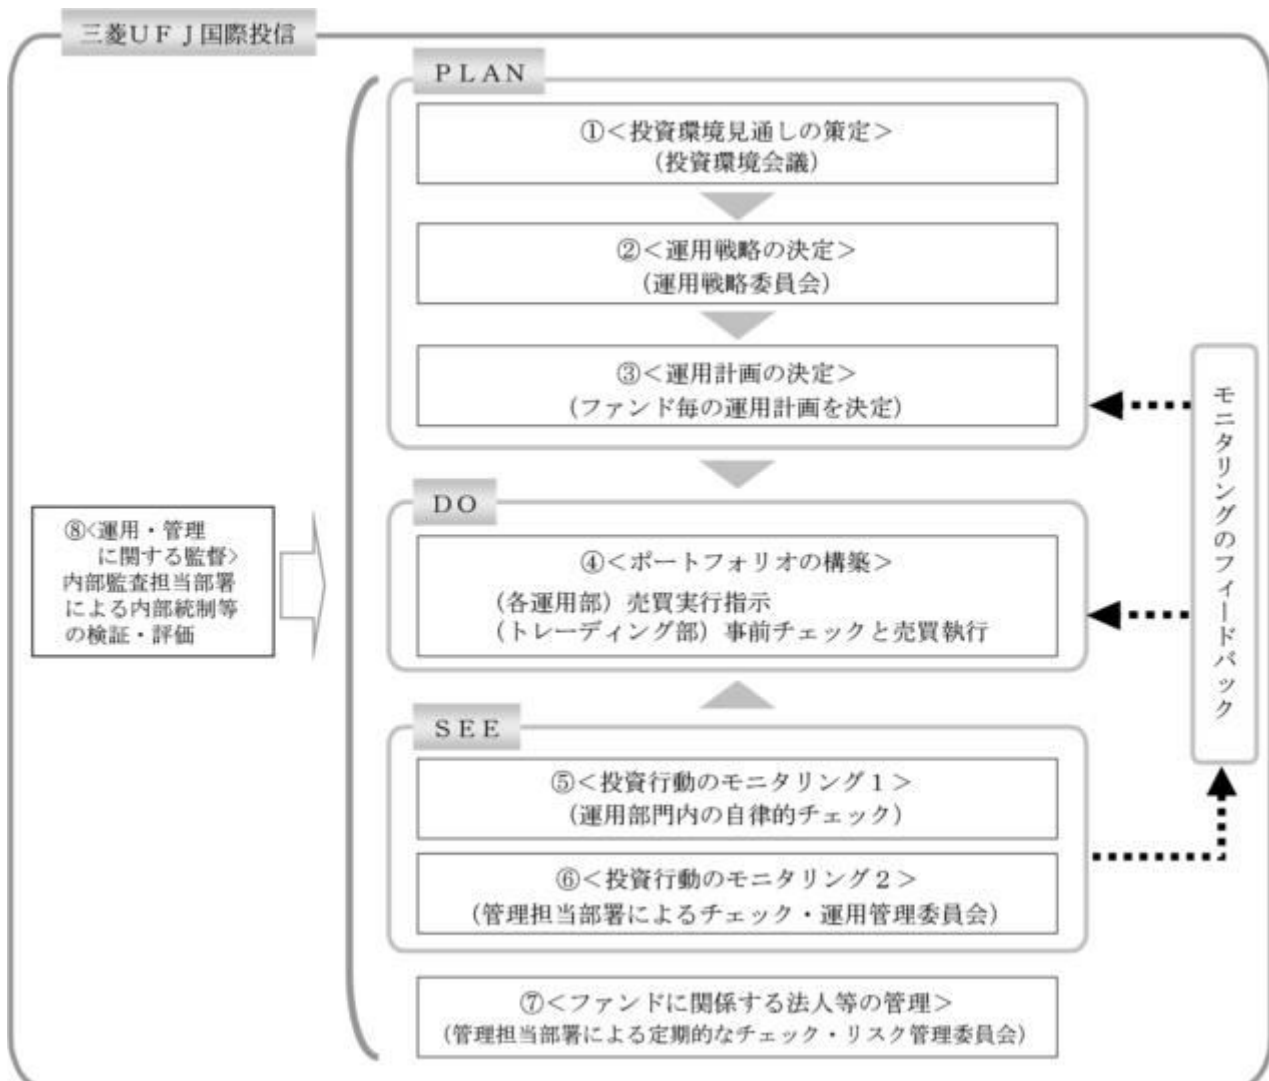 三菱UFJ国際投信
PLAN
①<投資環境見通しの策定>
(投資環境会議)
②<運用戦略の決定>
(運用戦略委員会)
③<運用計画の決定>
(ファンド毎の運用計画を決定)
DO
④<ポートフォリオの構築>
(各運用部)売買実行指示
(トレーディング部)事前チェックと売買執行
SEE
⑤<投資行動のモニタリング1>
(運用部門内の自律的チェック)
⑥<投資行動のモニタリング2>
(管理担当部署によるチェック・運用管理委員会)
⑦<ファンドに関係する法人等の管理>
(管理担当部署による定期的なチェック・リスク管理委員会)
⑧<運用・管理
に関する監督>
内部監査担当部署
による内部統制等
の検証・評価
モニタリングのフィードバック